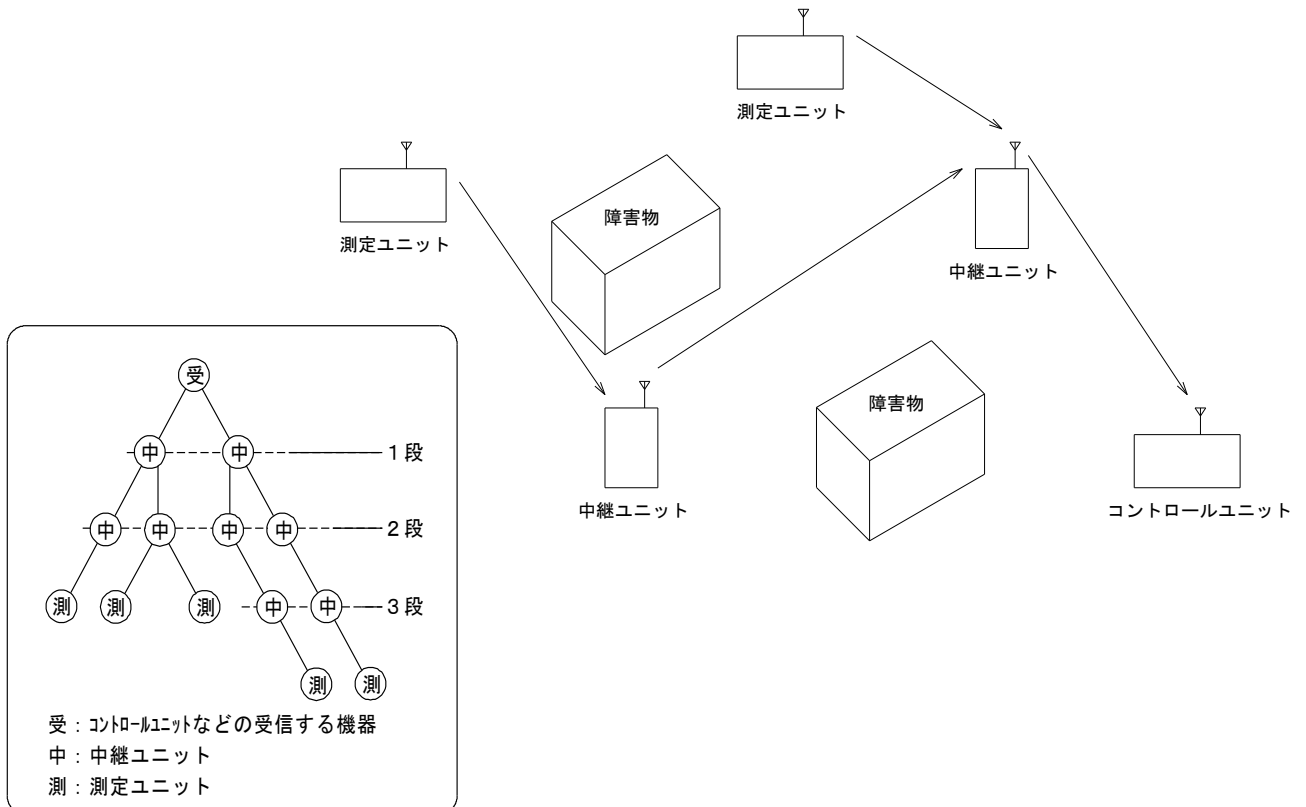 測定ユニット
測定ユニット
障害物
中継ユニット
障害物
中継ユニット
コントロールユニット
受
中 中 1段
中 中 中 中 2段
測 測 測 中 中 3段
測 測
受：ｺﾝﾄﾛｰﾙﾕﾆｯﾄなどの受信する機器
中：中継ユニット
測：測定ユニット